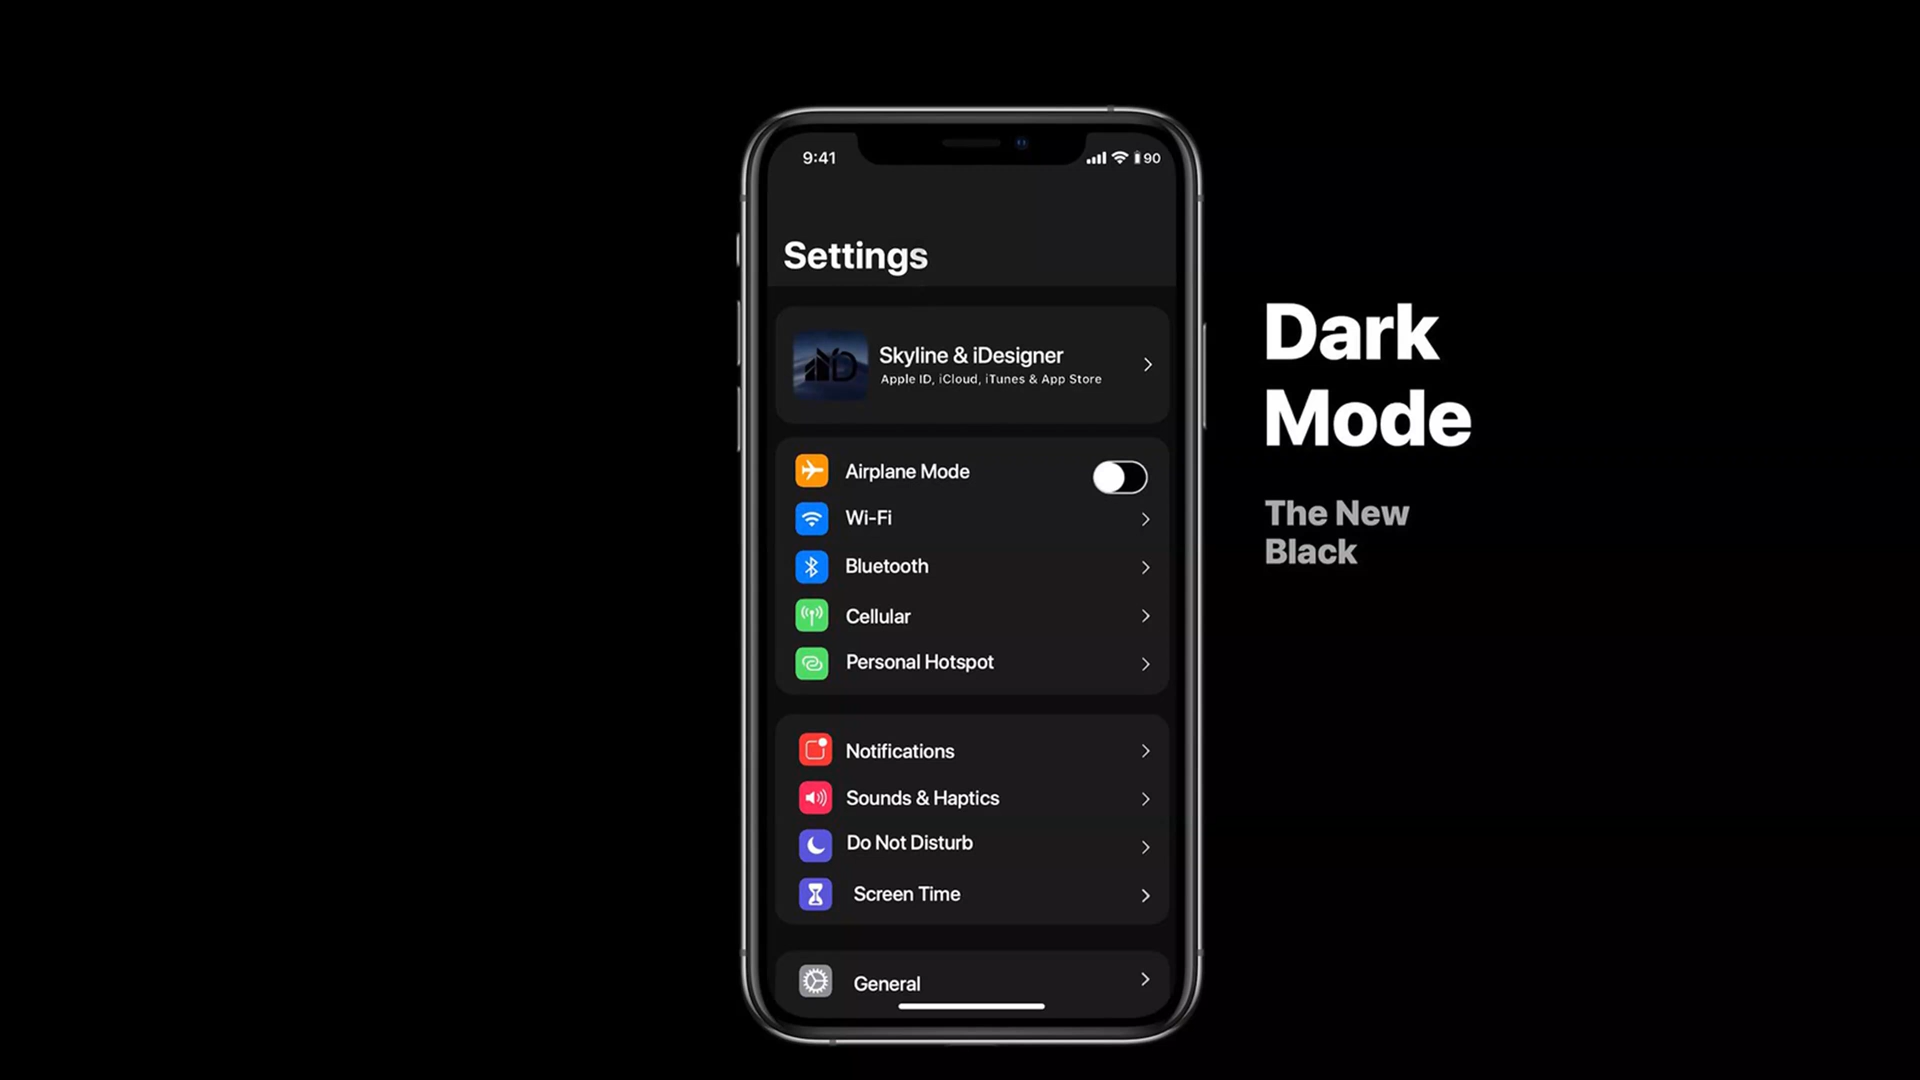 9:41
90
Settings
Skyline & iDesigner
Apple ID, iCloud, iTunes & App Store
Airplane Mode
Wi-Fi
Bluetooth
Cellular
Personal Hotspot
Notifications
Sounds & Haptics
Do Not Disturb
Screen Time
General
Dark
Mode
The New
Black